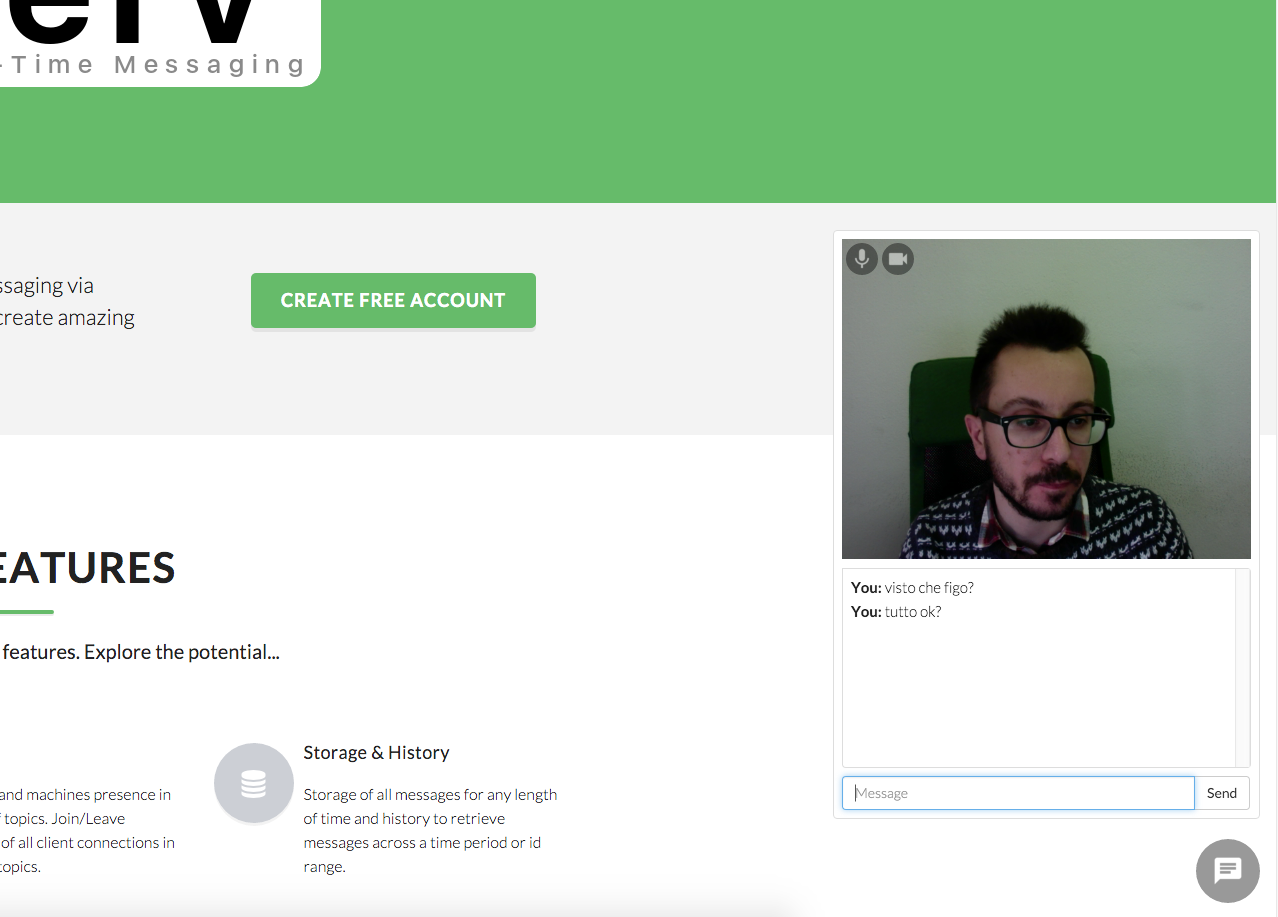 erv
-Time Messaging
ssaging via
create amazing
CREATE FREE ACCOUNT
EATURES
features. Explore the potential...
and machines presence in
f topics. Join/Leave
of all client connections in
topics.
Storage & History
Storage of all messages for any length
of time and history to retrieve
messages across a time period or id
range.
You: visto che figo?
You: tutto ok?
Message
Send